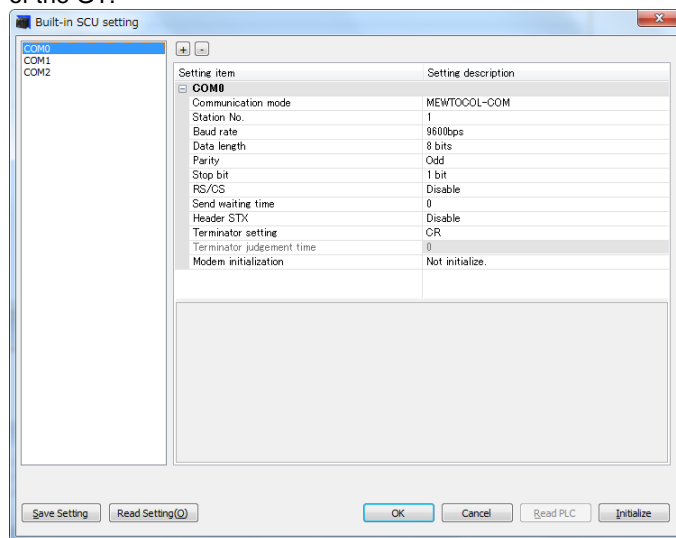 of the GT.
Built-in SCU setting
x
COM0
COM1
COM2
+ -
Setting item Setting description
COM0
Communication mode MEWTOCOL-COM
Station No. 1
Baud rate 9600bps
Data length 8 bits
Parity Odd
Stop bit 1 bit
RS/CS Disable
Send waiting time 0
Header STX Disable
Terminator setting CR
Terminator judgement time 0
Modem initialization Not initialize.
Save Setting Read Setting(O) OK Cancel Read PLC Initialize